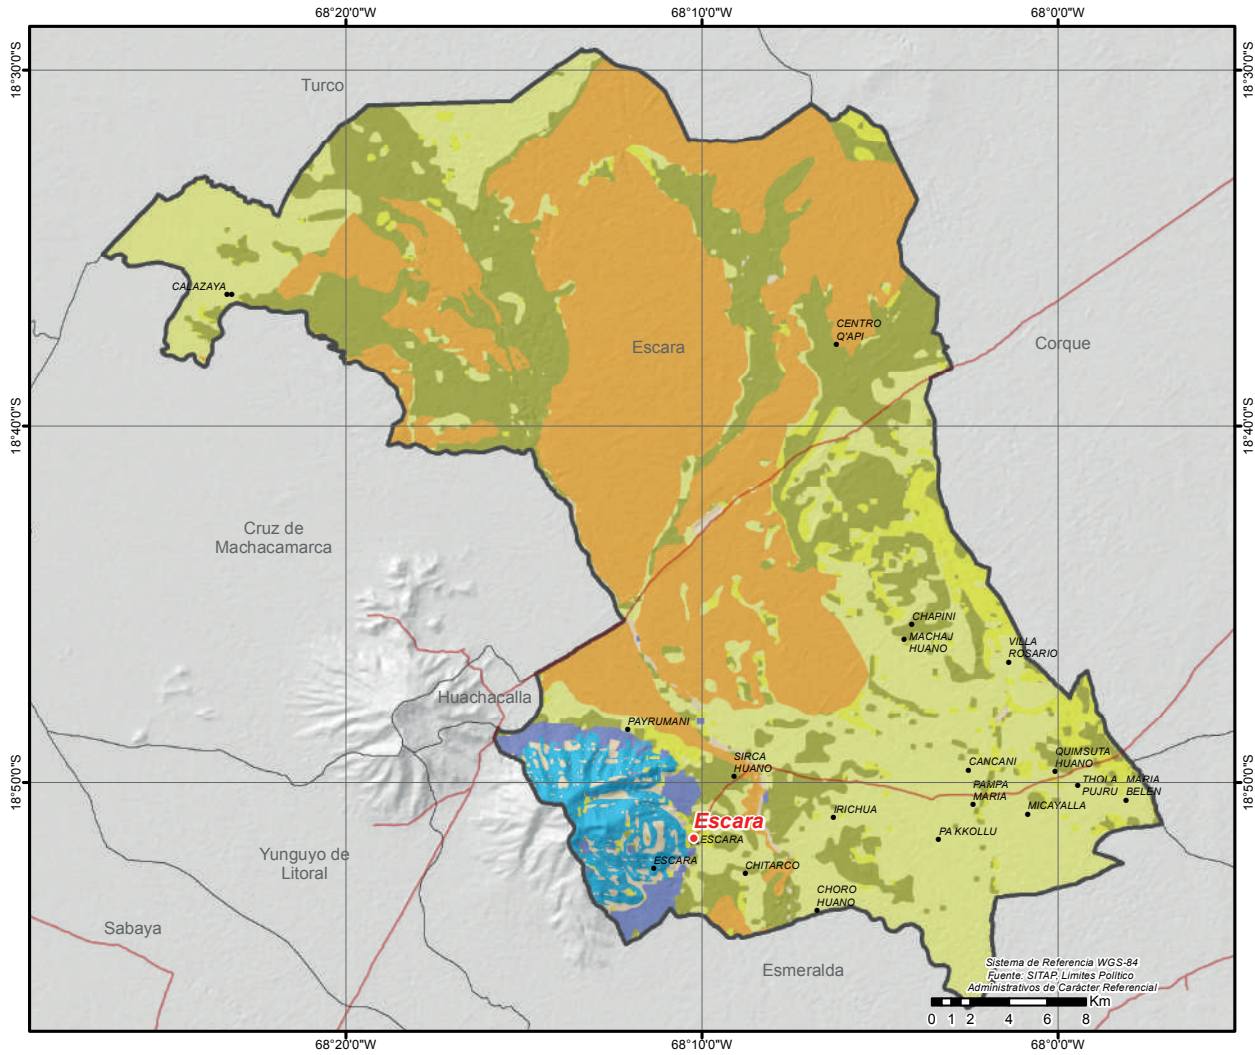 68°20'0"W
68°10'0"W
68°0'0"W
18°30'0"S
18°30'0"S
Turco
CALAZAYA
CENTRO
Q'API
Escara
Corque
18°40'0"S
18°40'0"S
Cruz de
Machacamarca
CHAPINI
MACHAJ
HUANO
VILLA
ROSARIO
Huachacalla
PAYRUMANI
SIRCA
HUANO
CANCANI
QUIMSUTA
HUANO
18°50'0"S
18°50'0"S
THOLA
PUJRU
MARIA
BELEN
PAMPA
MARIA
MICAYALLA
IRICHUA
Escara
ESCARA
PA KKOLLU
Yunguyo de
Litoral
ESCARA
CHITARCO
CHORO
HUANO
Sabaya
Esmeralda
Sistema de Referencia WGS-84
Fuente: SITAP, Limites Político
Administrativos de Carácter Referencial
Km
0 1 2 4 6 8
68°20'0"W
68°10'0"W
68°0'0"W